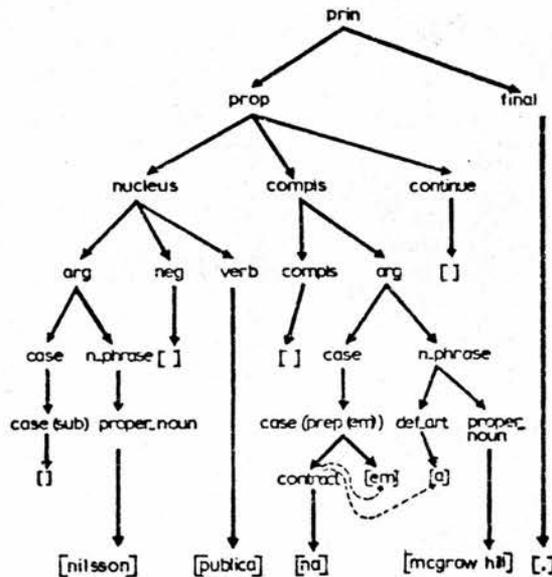 prin
prop final
nucleus compls continue
arg neg verb compls arg [ ]
case n_phrase [ ] [ ] case n_phrase
case (sub) proper_noun case (prep (em)) def_art proper_
noun
[] contract [em] [a]
[nilsson] [publica] [na] [mcgraw hill] [.]